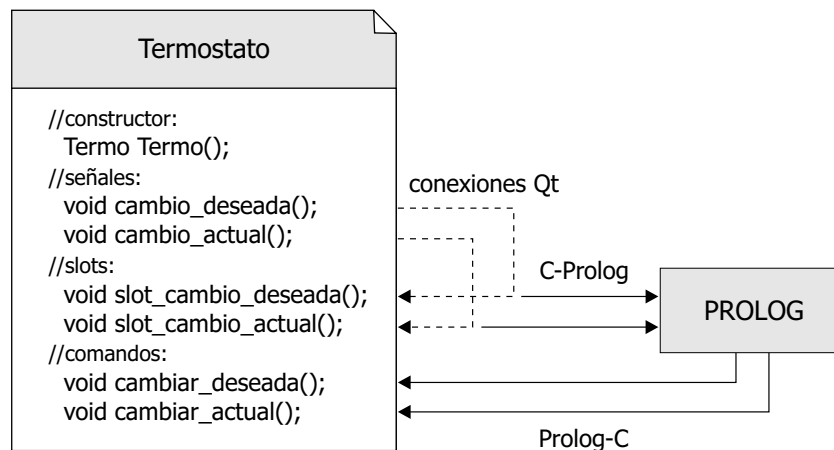 Termostato
//constructor:
Termo Termo();
//señales:
void cambio_deseada();
void cambio_actual();
//slots:
void slot_cambio_deseada();
void slot_cambio_actual();
//comandos:
void cambiar_deseada();
void cambiar_actual();
conexiones Qt
C-Prolog
PROLOG
Prolog-C